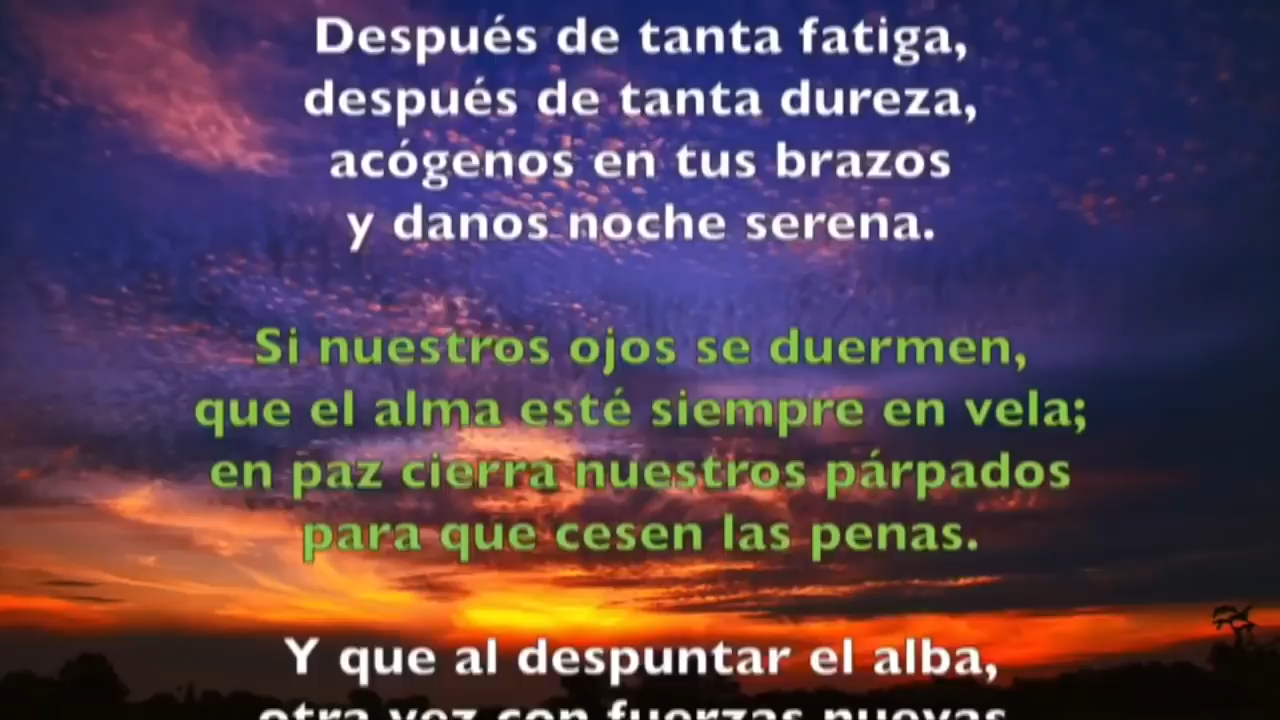 Después de tanta fatiga,
después de tanta dureza,
acógenos en tus brazos
y danos noche serena.
Si nuestros ojos se duermen,
que el alma esté siempre en vela;
en paz cierra nuestros párpados
para que cesen las penas.
Y que al despuntar el alba,
otra vez con fuerzas nuevas